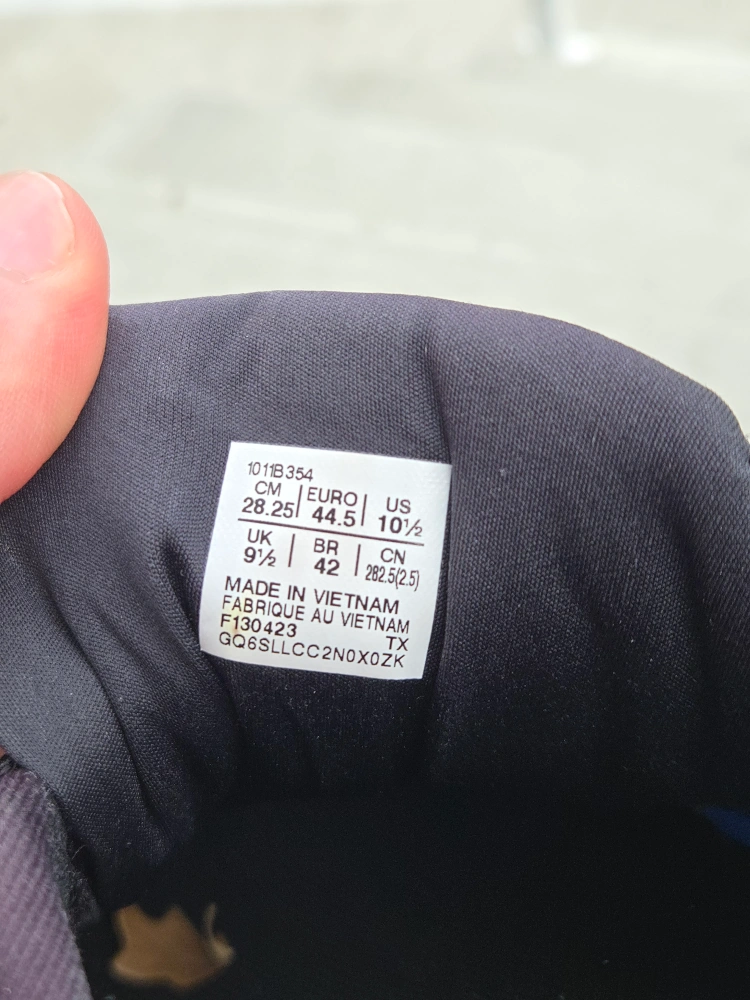 1011B354
CM | EURO | US
28.25 | 44.5 | 10½
UK | BR | CN
9½ | 42 | 282.5(2.5)
MADE IN VIETNAM
FABRIQUE AU VIETNAM
F130423 TX
GQ6SLLCC2N0X0ZK